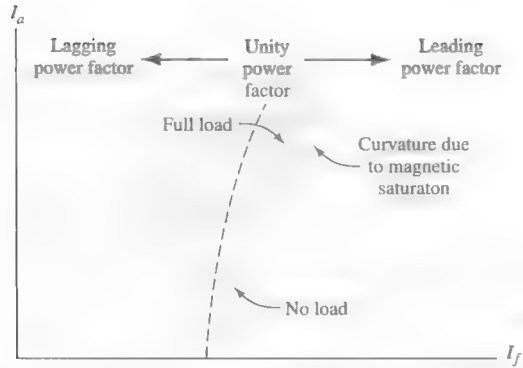 I_a
Lagging
power factor
Unity
power
factor
Leading
power factor
Full load
Curvature due
to magnetic
saturaton
No load
I_f